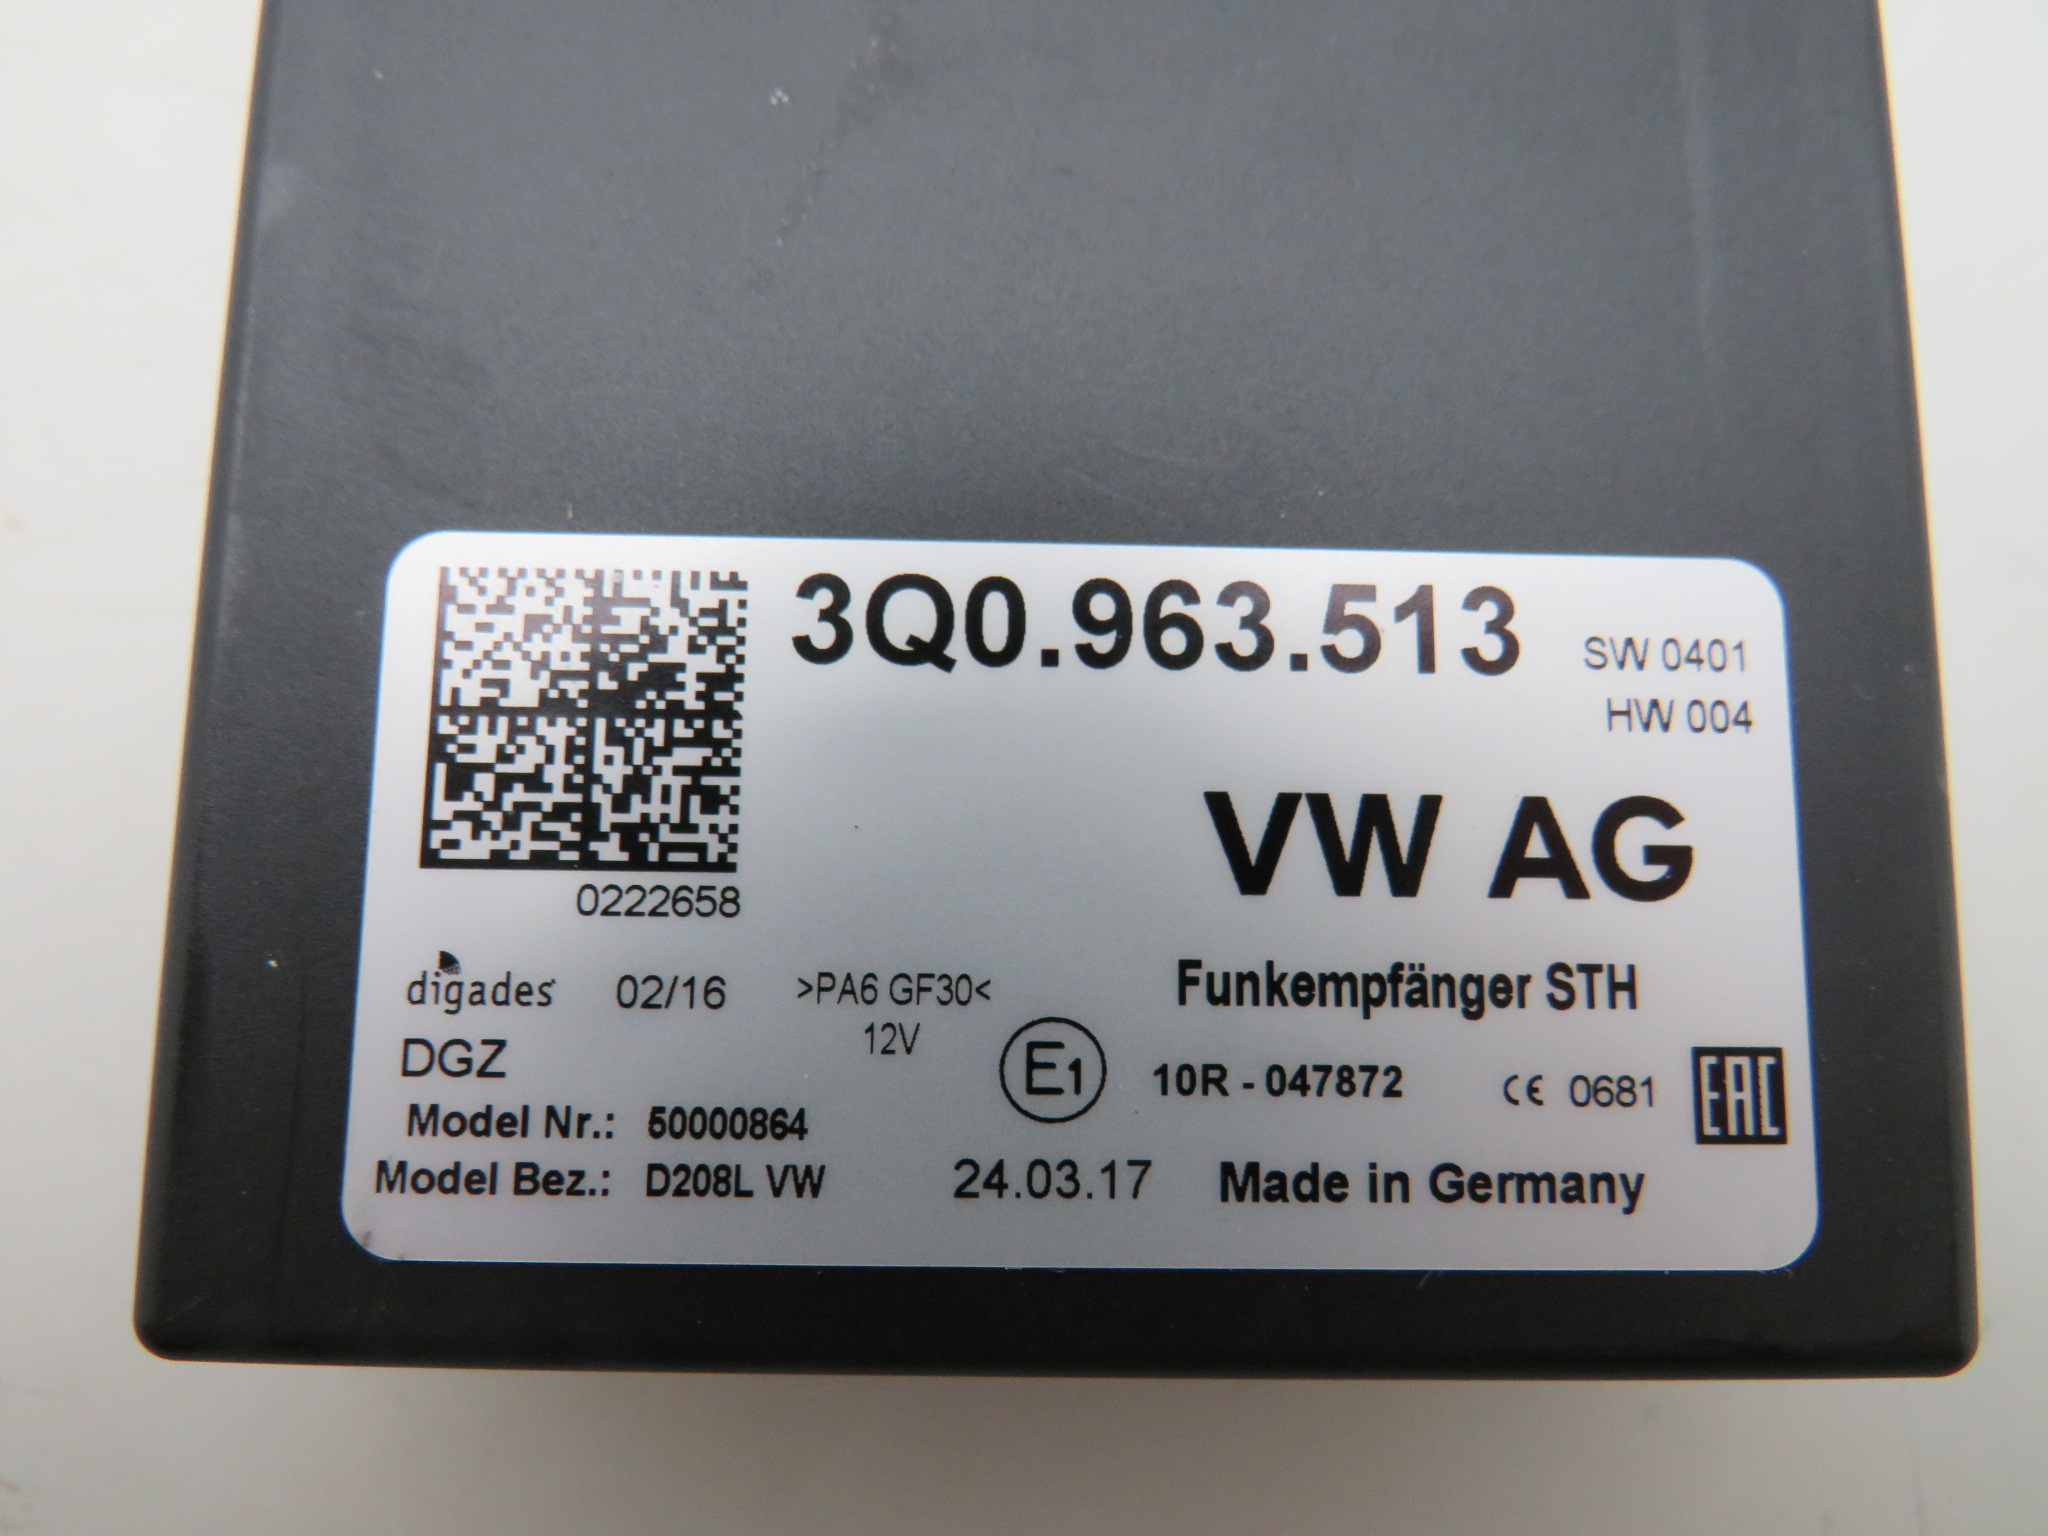 3Q0.963.513
SW 0401
HW 004
VW AG
0222658
digades 02/16 >PA6 GF30<
12V
Funkempfänger STH
DGZ
E1 10R - 047872 CE 0681 EAC
Model Nr.: 50000864
Model Bez.: D208L VW 24.03.17 Made in Germany